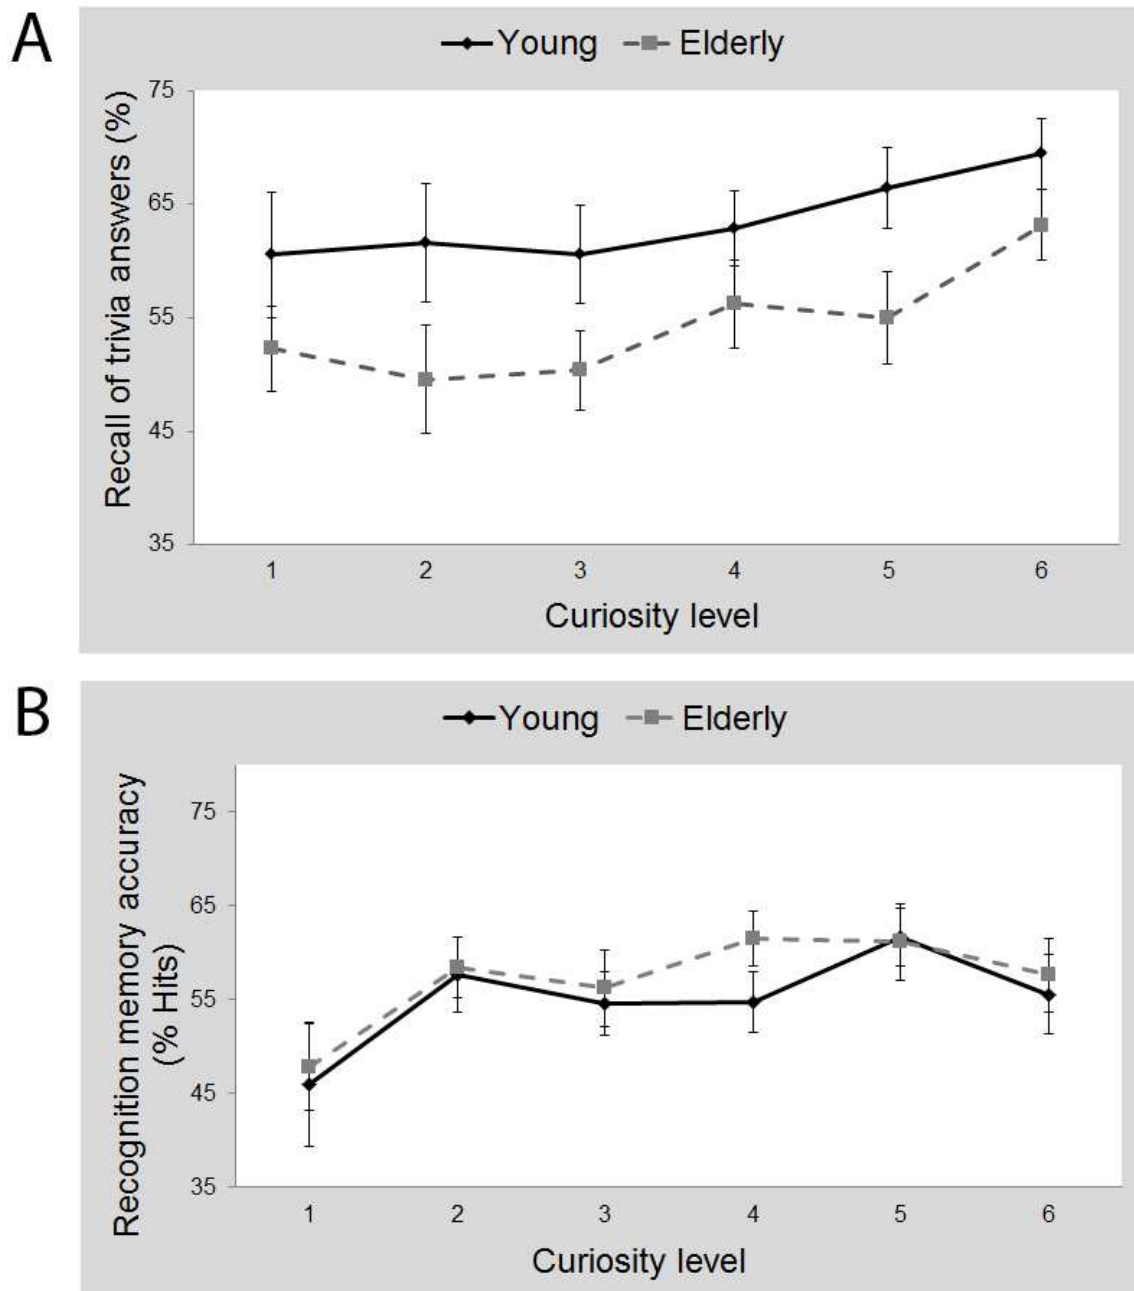 A
Young Elderly
Recall of trivia answers (%)
75
65
55
45
35
1 2 3 4 5 6
Curiosity level
B
Young Elderly
Recognition memory accuracy
(% Hits)
75
65
55
45
35
1 2 3 4 5 6
Curiosity level